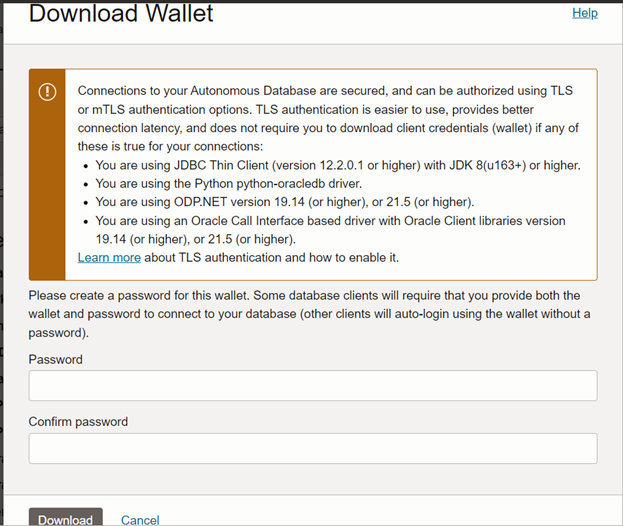 Download Wallet
Help
Connections to your Autonomous Database are secured, and can be authorized using TLS
or mTLS authentication options. TLS authentication is easier to use, provides better
connection latency, and does not require you to download client credentials (wallet) if any of
these is true for your connections:
• You are using JDBC Thin Client (version 12.2.0.1 or higher) with JDK 8(u163+) or higher.
• You are using the Python python-oracledb driver.
• You are using ODP.NET version 19.14 (or higher), or 21.5 (or higher).
• You are using an Oracle Call Interface based driver with Oracle Client libraries version
19.14 (or higher), or 21.5 (or higher).
Learn more about TLS authentication and how to enable it.
Please create a password for this wallet. Some database clients will require that you provide both the
wallet and password to connect to your database (other clients will auto-login using the wallet without a
password).
Password
Confirm password
Download
Cancel